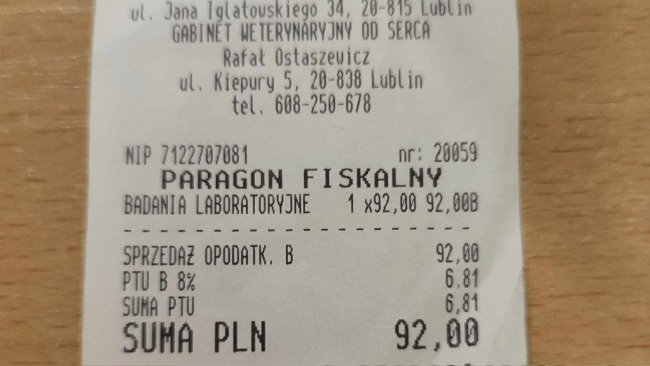 ul. Jana Iglatowskiego 34, 20-815 Lublin
GABINET WETERYNARYJNY OD SERCA
Rafał Ostaszewicz
ul. Kiepury 5, 20-838 Lublin
tel. 608-250-678
NIP 7122707081 nr: 20059
PARAGON FISKALNY
BADANIA LABORATORYJNE 1 x92,00 92,00B
SPRZEDAŻ OPODATK. B 92,00
PTU B 8% 6,81
SUMA PTU 6,81
SUMA PLN 92,00